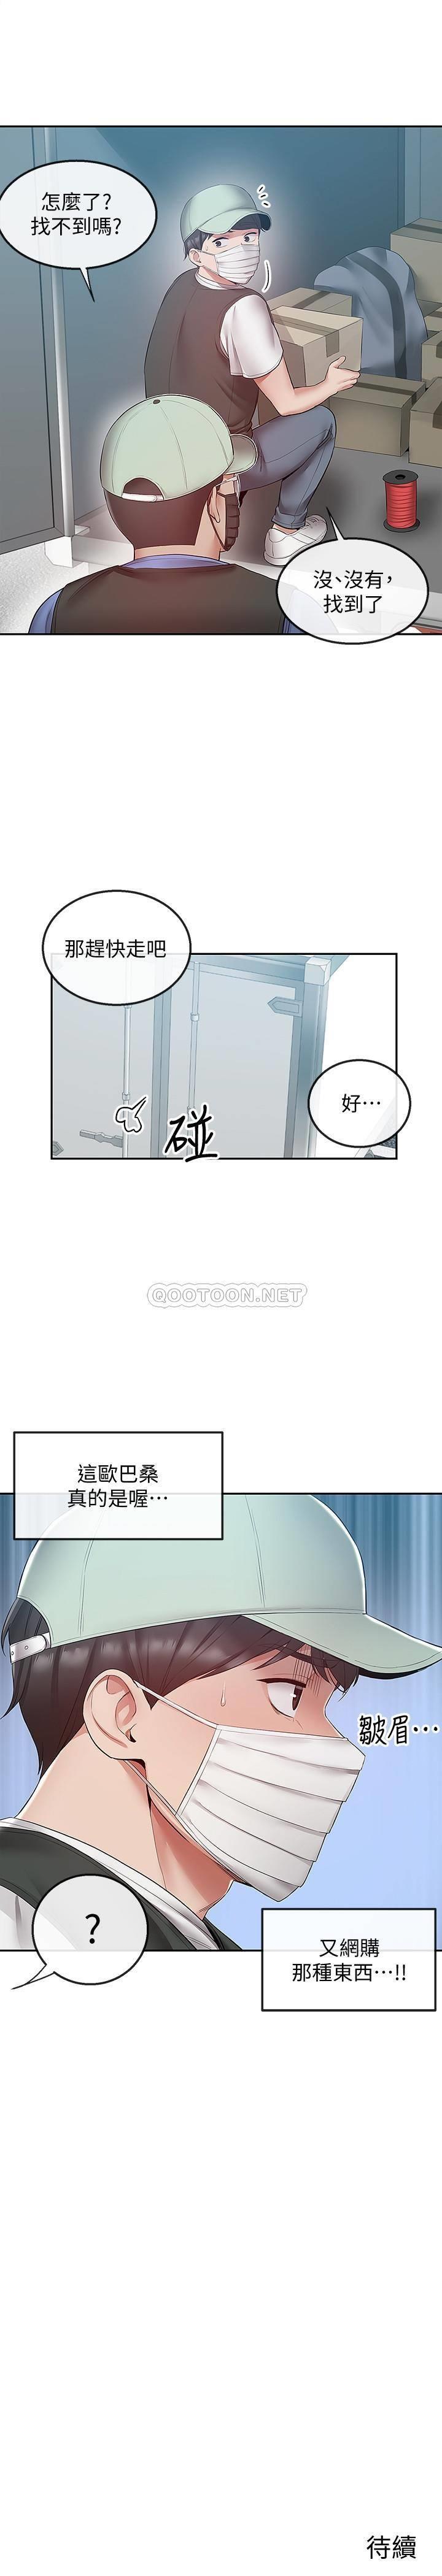 怎麼了?
找不到嗎?
沒、沒有，
找到了
那趕快走吧
好…
碰
QOOTOON.NET
這歐巴桑
真的是喔…
皺眉…
?
又網購
那種東西…!!
待續